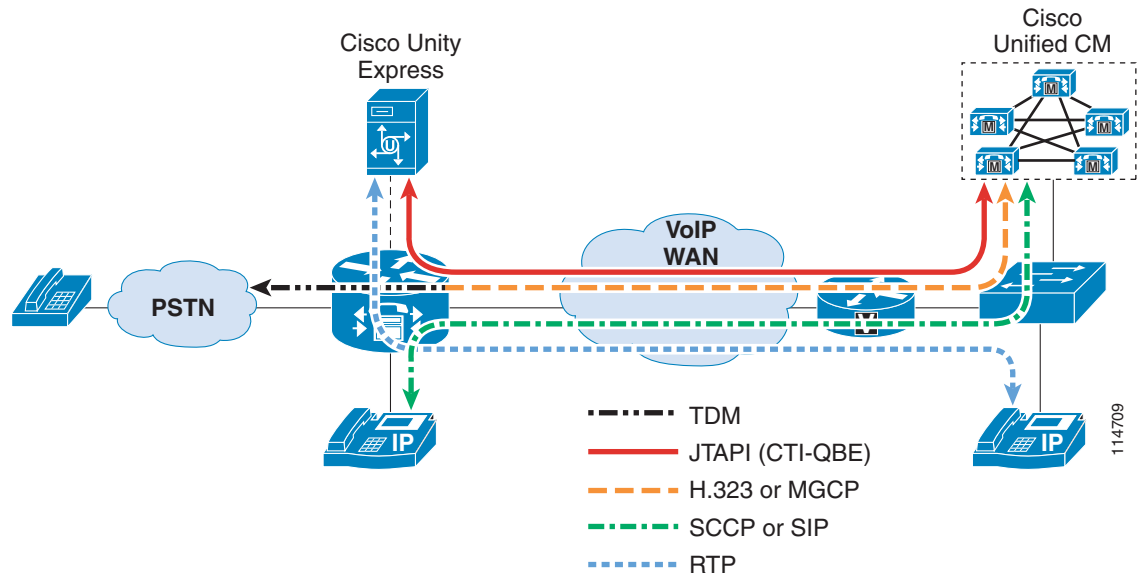 Cisco Unity
Express
Cisco
Unified CM
M
M
M
M
M
U
VoIP
WAN
PSTN
V
IP
IP
TDM
JTAPI (CTI-QBE)
H.323 or MGCP
SCCP or SIP
RTP
114709